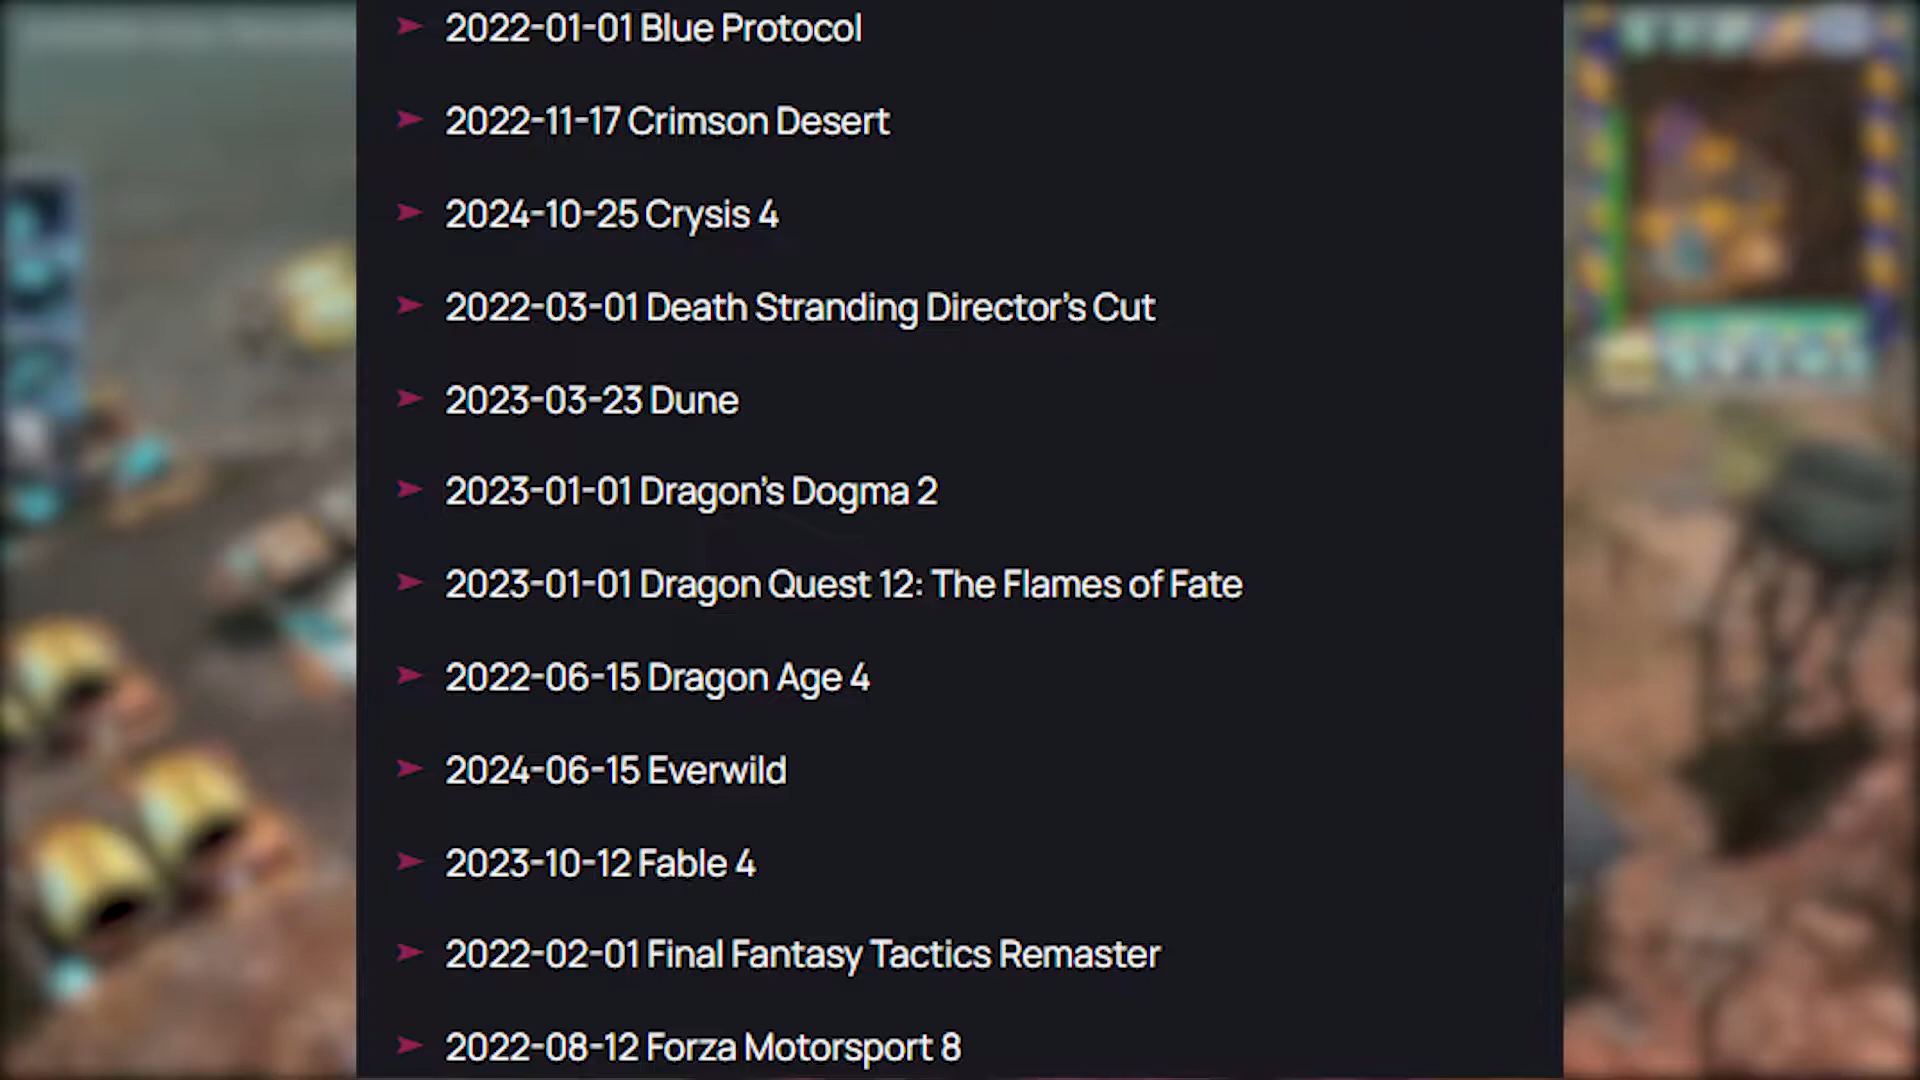 2022-01-01 Blue Protocol
2022-11-17 Crimson Desert
2024-10-25 Crysis 4
2022-03-01 Death Stranding Director's Cut
2023-03-23 Dune
2023-01-01 Dragon's Dogma 2
2023-01-01 Dragon Quest 12: The Flames of Fate
2022-06-15 Dragon Age 4
2024-06-15 Everwild
2023-10-12 Fable 4
2022-02-01 Final Fantasy Tactics Remaster
2022-08-12 Forza Motorsport 8